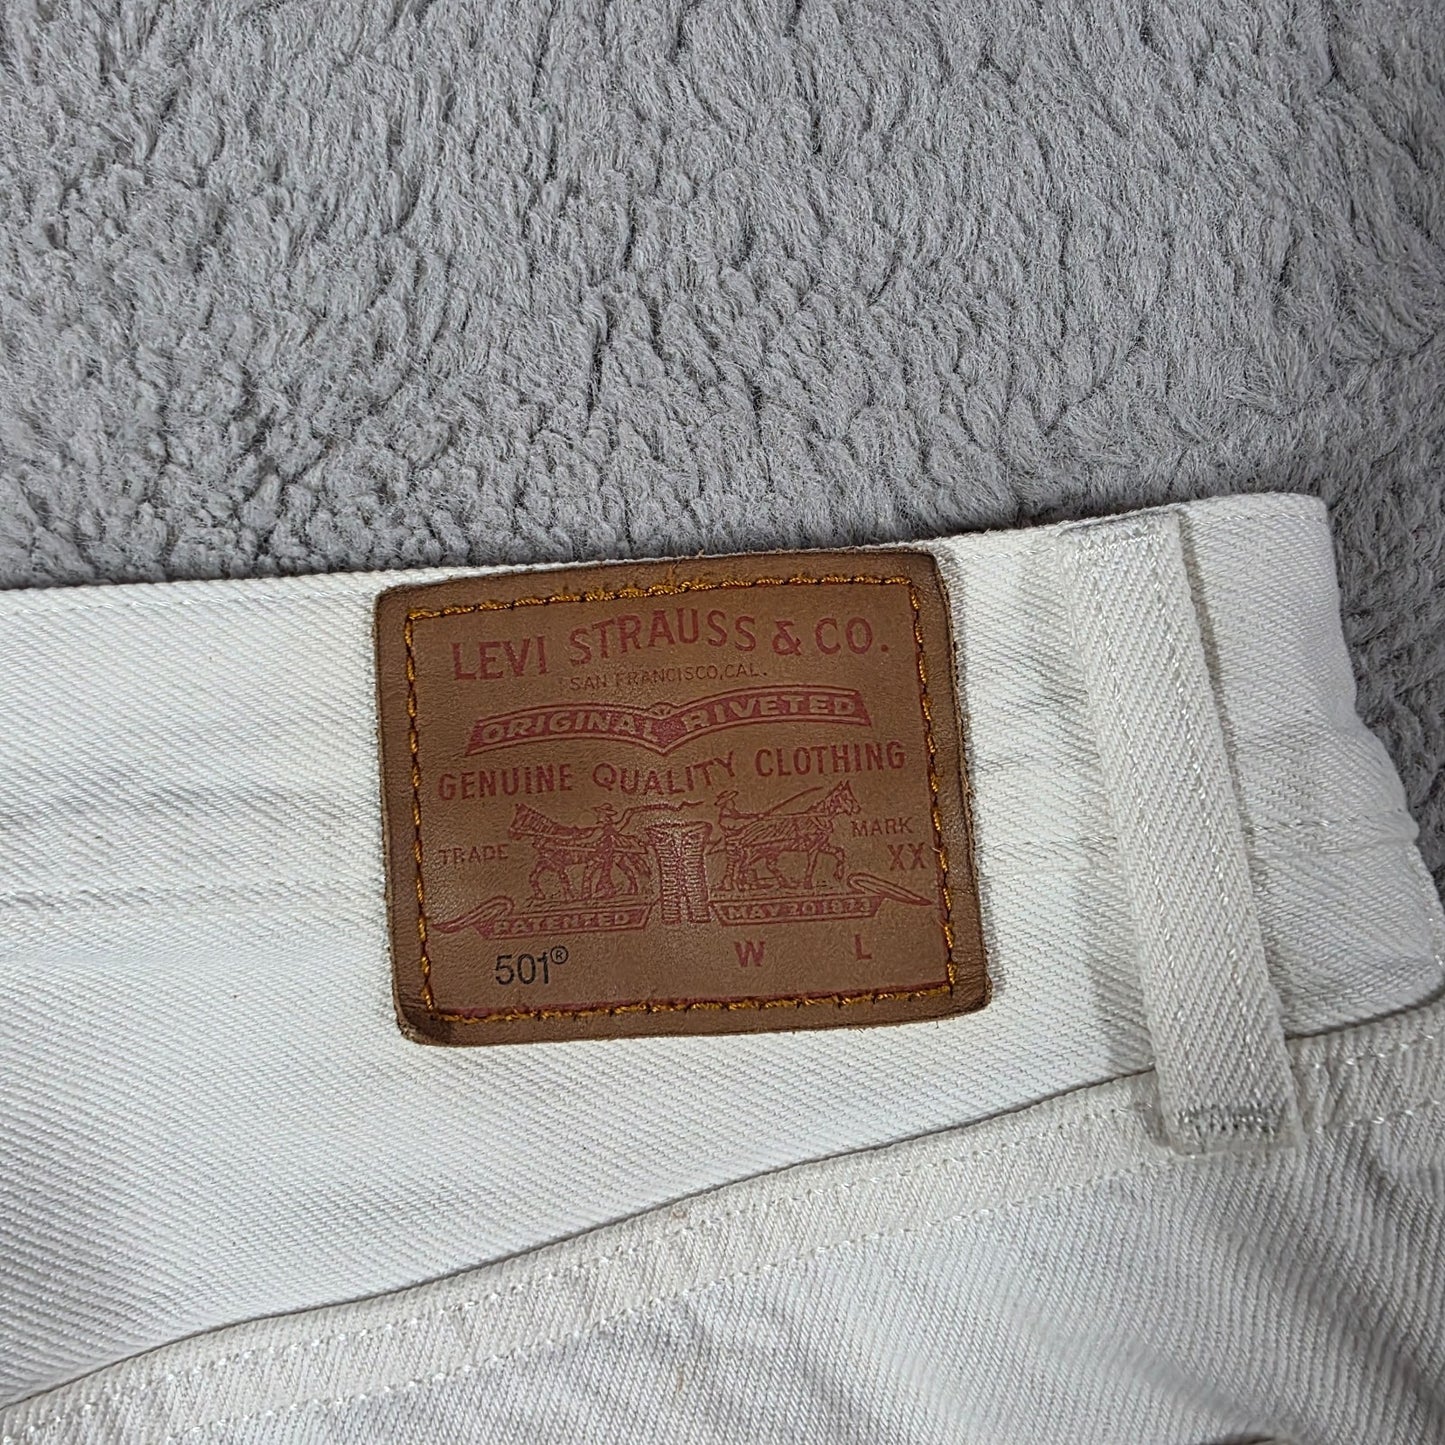 LEVI STRAUSS & CO.
SAN FRANCISCO, CAL.
ORIGINAL RIVETED
GENUINE QUALITY CLOTHING
TRADE MARK
XX
PATENTED MAY 20 1873
501® W L